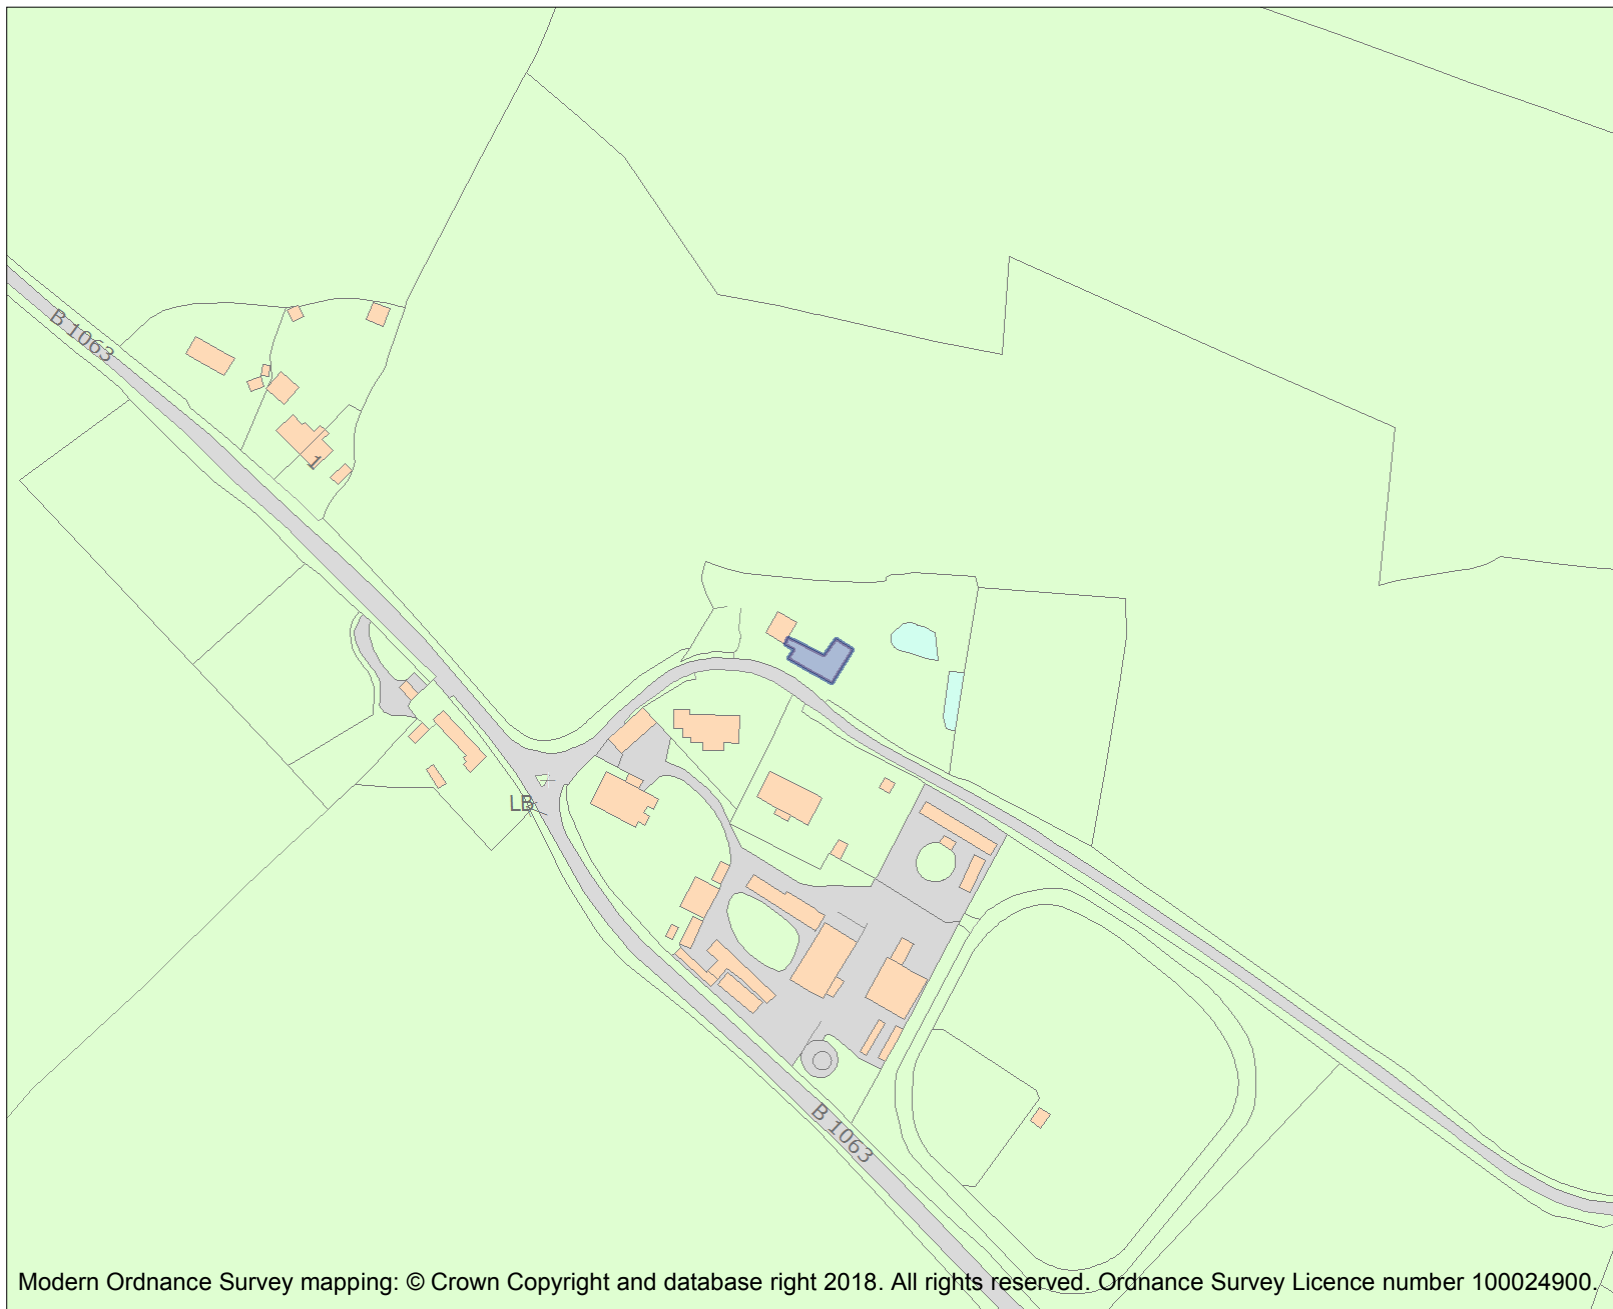 B 1063
1
LB
B 1063
Modern Ordnance Survey mapping: © Crown Copyright and database right 2018. All rights reserved. Ordnance Survey Licence number 100024900.